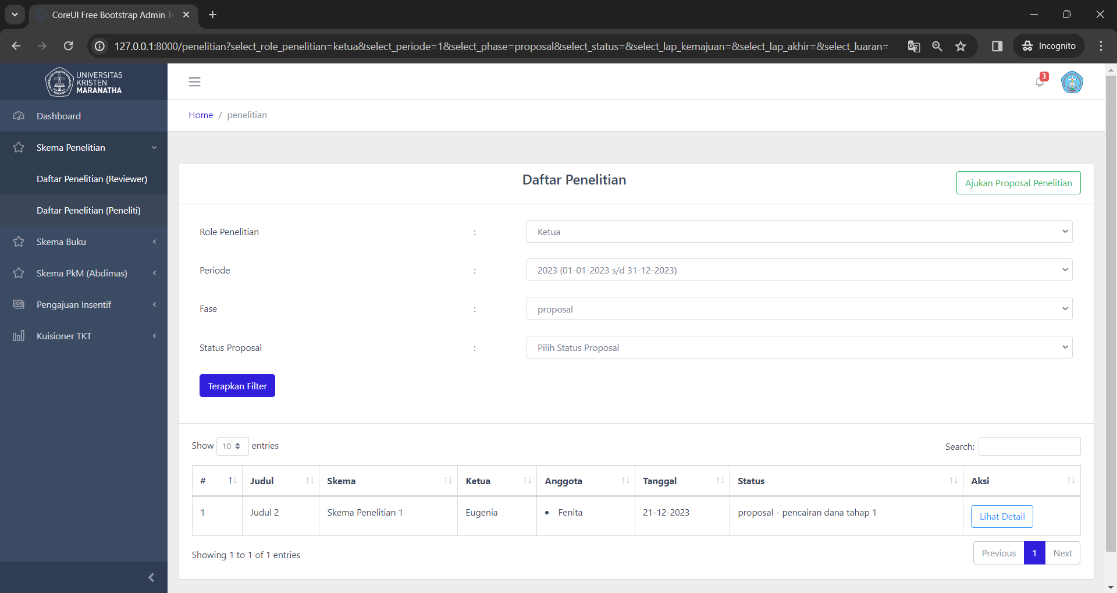 CoreUI Free Bootstrap Admin
127.0.0.1:8000/penelitian?select_role_penelitian=ketua&select_periode=1&select_phase=proposal&select_status=&select_lap_kemajuan=&select_lap_akhir=&select_luaran=
Incognito
UNIVERSITAS
KRISTEN
MARANATHA
3
Home / penelitian
Dashboard
Skema Penelitian
Daftar Penelitian (Reviewer)
Daftar Penelitian (Peneliti)
Skema Buku
Skema PkM (Abdimas)
Pengajuan Insentif
Kuisioner TKT
Daftar Penelitian
Ajukan Proposal Penelitian
Role Penelitian : Ketua
Periode : 2023 (01-01-2023 s/d 31-12-2023)
Fase : proposal
Status Proposal : Pilih Status Proposal
Terapkan Filter
Show 10 entries Search:
# Judul Skema Ketua Anggota Tanggal Status Aksi
1 Judul 2 Skema Penelitian 1 Eugenia • Fenita 21-12-2023 proposal - pencairan dana tahap 1 Lihat Detail
Showing 1 to 1 of 1 entries Previous 1 Next